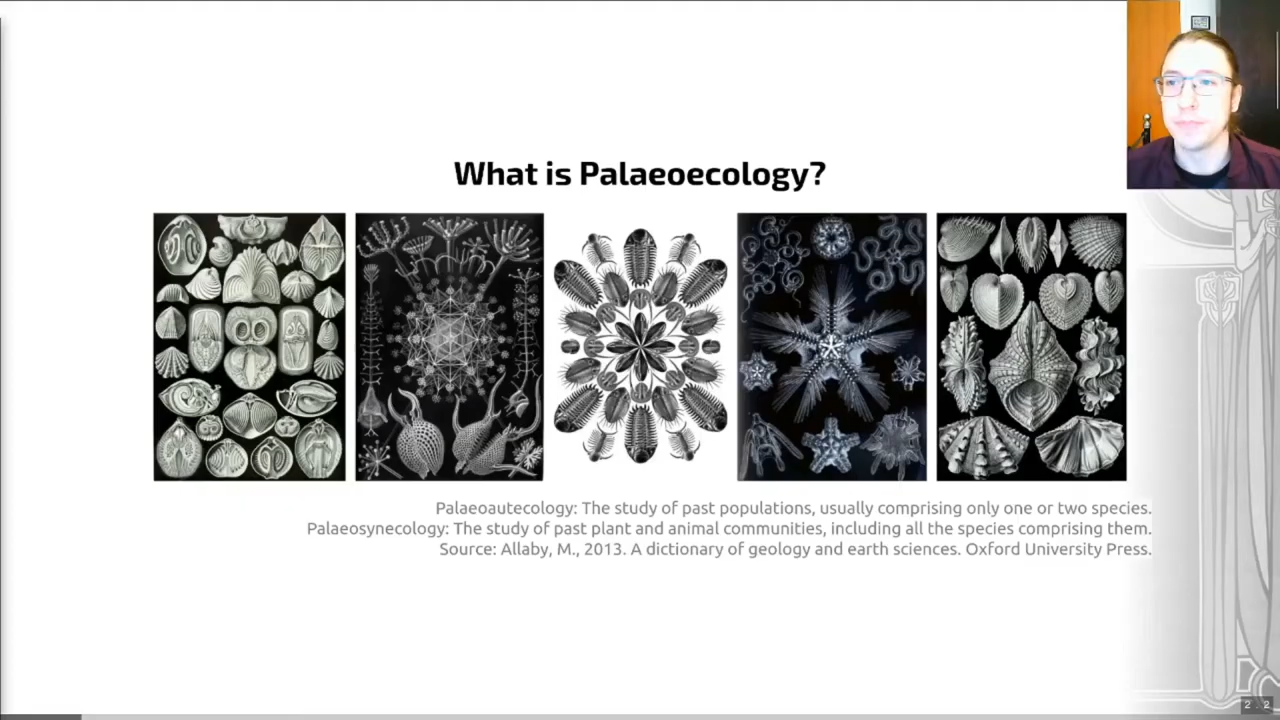 What is Palaeoecology?
Palaeoautecology: The study of past populations, usually comprising only one or two species.
Palaeosynecology: The study of past plant and animal communities, including all the species comprising them.
Source: Allaby, M., 2013. A dictionary of geology and earth sciences. Oxford University Press.
2 . 2